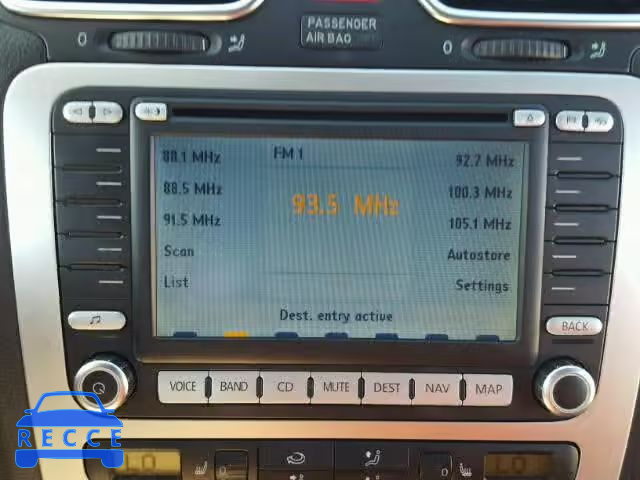 PASSENGER
AIR BAG
0
0
88.1 MHz
FM 1
92.7 MHz
88.5 MHz
93.5 MHz
100.3 MHz
91.5 MHz
105.1 MHz
Scan
Autostore
List
Settings
Dest. entry active
BACK
VOICE
BAND
CD
MUTE
DEST
NAV
MAP
RECCE
LO
LO